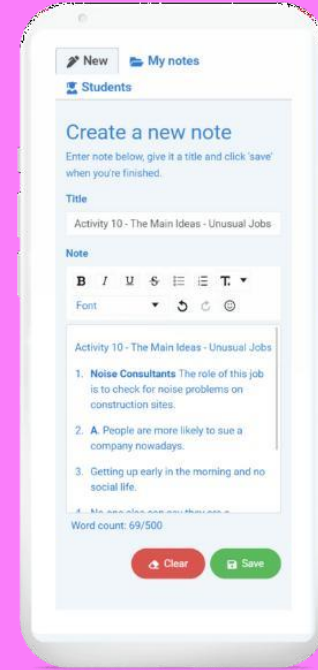 New My notes
Students
Create a new note
Enter note below, give it a title and click 'save'
when you're finished.
Title
Activity 10 - The Main Ideas - Unusual Jobs
Note
B I U S T
Font
Activity 10 - The Main Ideas - Unusual Jobs
1. Noise Consultants The role of this job
is to check for noise problems on
construction sites.
2. A. People are more likely to sue a
company nowadays.
3. Getting up early in the morning and no
social life.
Word count: 69/500
Clear Save